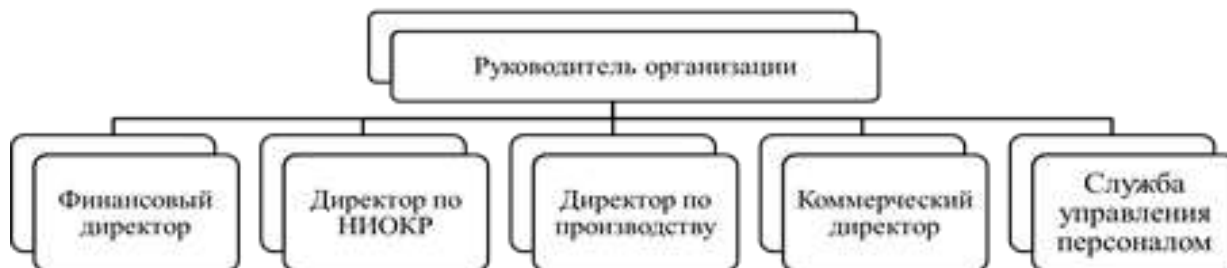 Руководитель организации
Финансовый
директор
Директор по
НИОКР
Директор по
производству
Коммерческий
директор
Служба
управления
персоналом